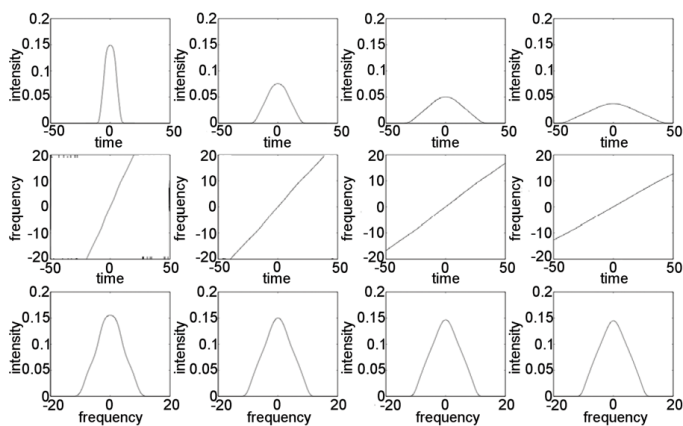 0.2 0.2 0.2 0.2
intensity 0.15 intensity 0.15 intensity 0.15 intensity 0.15
0.1 0.1 0.1 0.1
0.05 0.05 0.05 0.05
0 0 0 0
-50 0 50 -50 0 50 -50 0 50 -50 0 50
time time time time
20 20 20 20
frequency 10 frequency 10 frequency 10 frequency 10
0 0 0 0
-10 -10 -10 -10
-20 -20 -20 -20
-50 0 50 -50 0 50 -50 0 50 -50 0 50
time time time time
0.2 0.2 0.2 0.2
intensity 0.15 intensity 0.15 intensity 0.15 intensity 0.15
0.1 0.1 0.1 0.1
0.05 0.05 0.05 0.05
0 0 0 0
-20 0 20 -20 0 20 -20 0 20 -20 0 20
frequency frequency frequency frequency